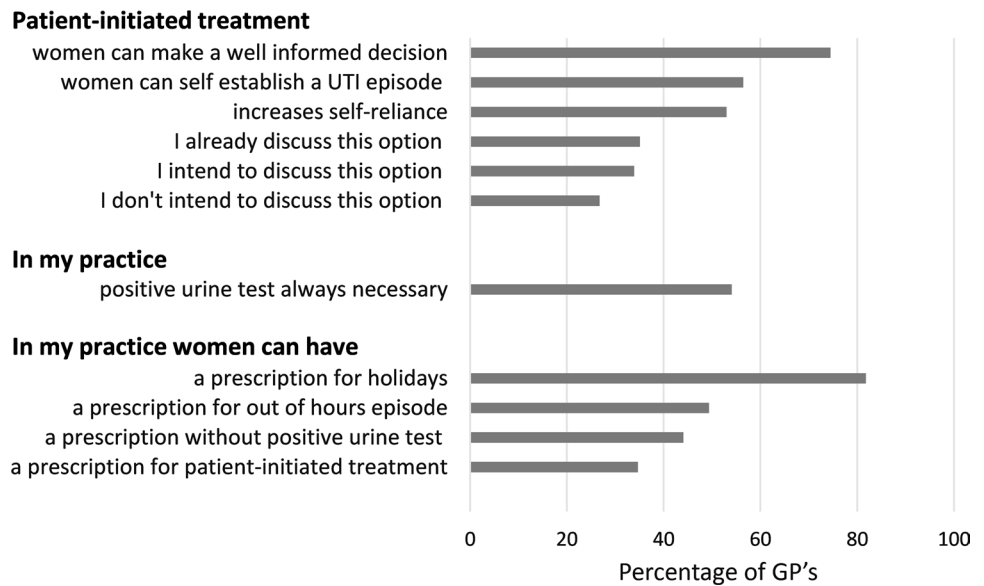 Patient-initiated treatment
women can make a well informed decision
women can self establish a UTI episode
increases self-reliance
I already discuss this option
I intend to discuss this option
I don't intend to discuss this option
In my practice
positive urine test always necessary
In my practice women can have
a prescription for holidays
a prescription for out of hours episode
a prescription without positive urine test
a prescription for patient-initiated treatment
0 20 40 60 80 100
Percentage of GP’s